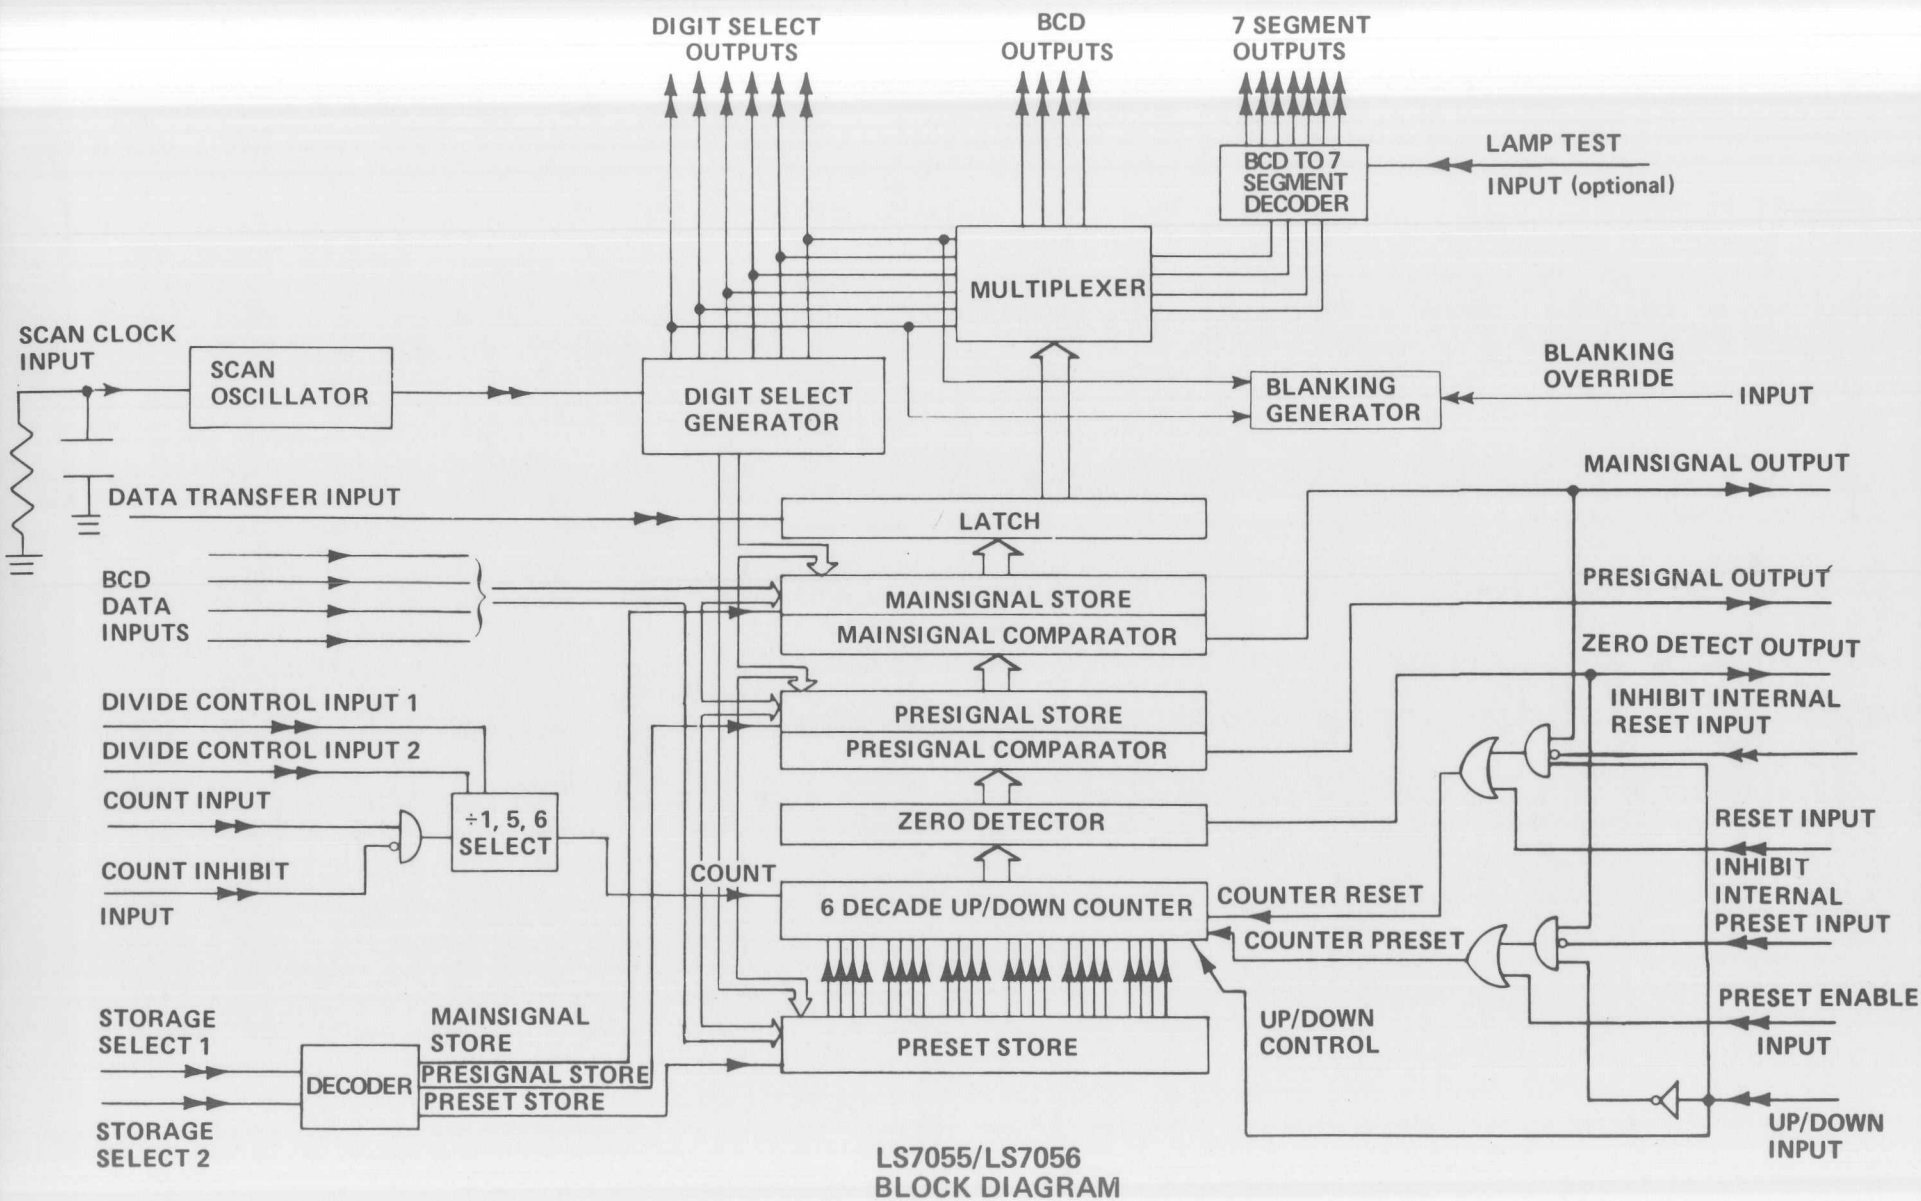 DIGIT SELECT
OUTPUTS
BCD
OUTPUTS
7 SEGMENT
OUTPUTS
BCD TO 7
SEGMENT
DECODER
LAMP TEST
INPUT (optional)
MULTIPLEXER
SCAN CLOCK
INPUT
SCAN
OSCILLATOR
DIGIT SELECT
GENERATOR
BLANKING
GENERATOR
BLANKING
OVERRIDE
INPUT
MAINSIGNAL OUTPUT
DATA TRANSFER INPUT
LATCH
BCD
DATA
INPUTS
MAINSIGNAL STORE
MAINSIGNAL COMPARATOR
PRESIGNAL OUTPUT
ZERO DETECT OUTPUT
INHIBIT INTERNAL
RESET INPUT
DIVIDE CONTROL INPUT 1
DIVIDE CONTROL INPUT 2
PRESIGNAL STORE
PRESIGNAL COMPARATOR
COUNT INPUT
÷1, 5, 6
SELECT
ZERO DETECTOR
RESET INPUT
COUNT INHIBIT
INPUT
COUNT
6 DECADE UP/DOWN COUNTER
COUNTER RESET
COUNTER PRESET
INHIBIT
INTERNAL
PRESET INPUT
PRESET ENABLE
INPUT
UP/DOWN
CONTROL
STORAGE
SELECT 1
MAINSIGNAL
STORE
DECODER
PRESIGNAL STORE
PRESET STORE
PRESET STORE
STORAGE
SELECT 2
UP/DOWN
INPUT
LS7055/LS7056
BLOCK DIAGRAM